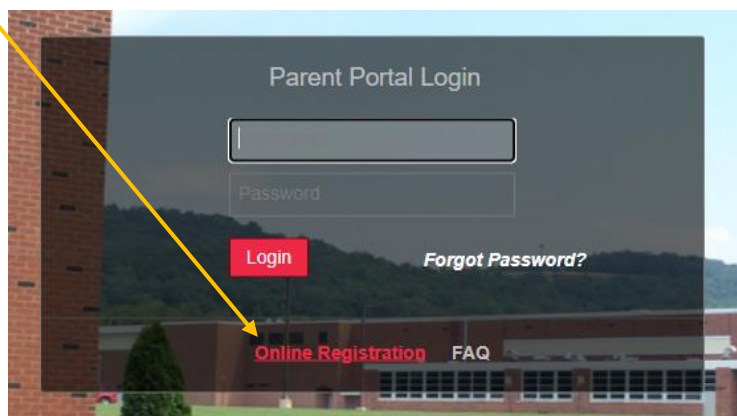 Parent Portal Login
Password
Login Forgot Password?
Online Registration FAQ